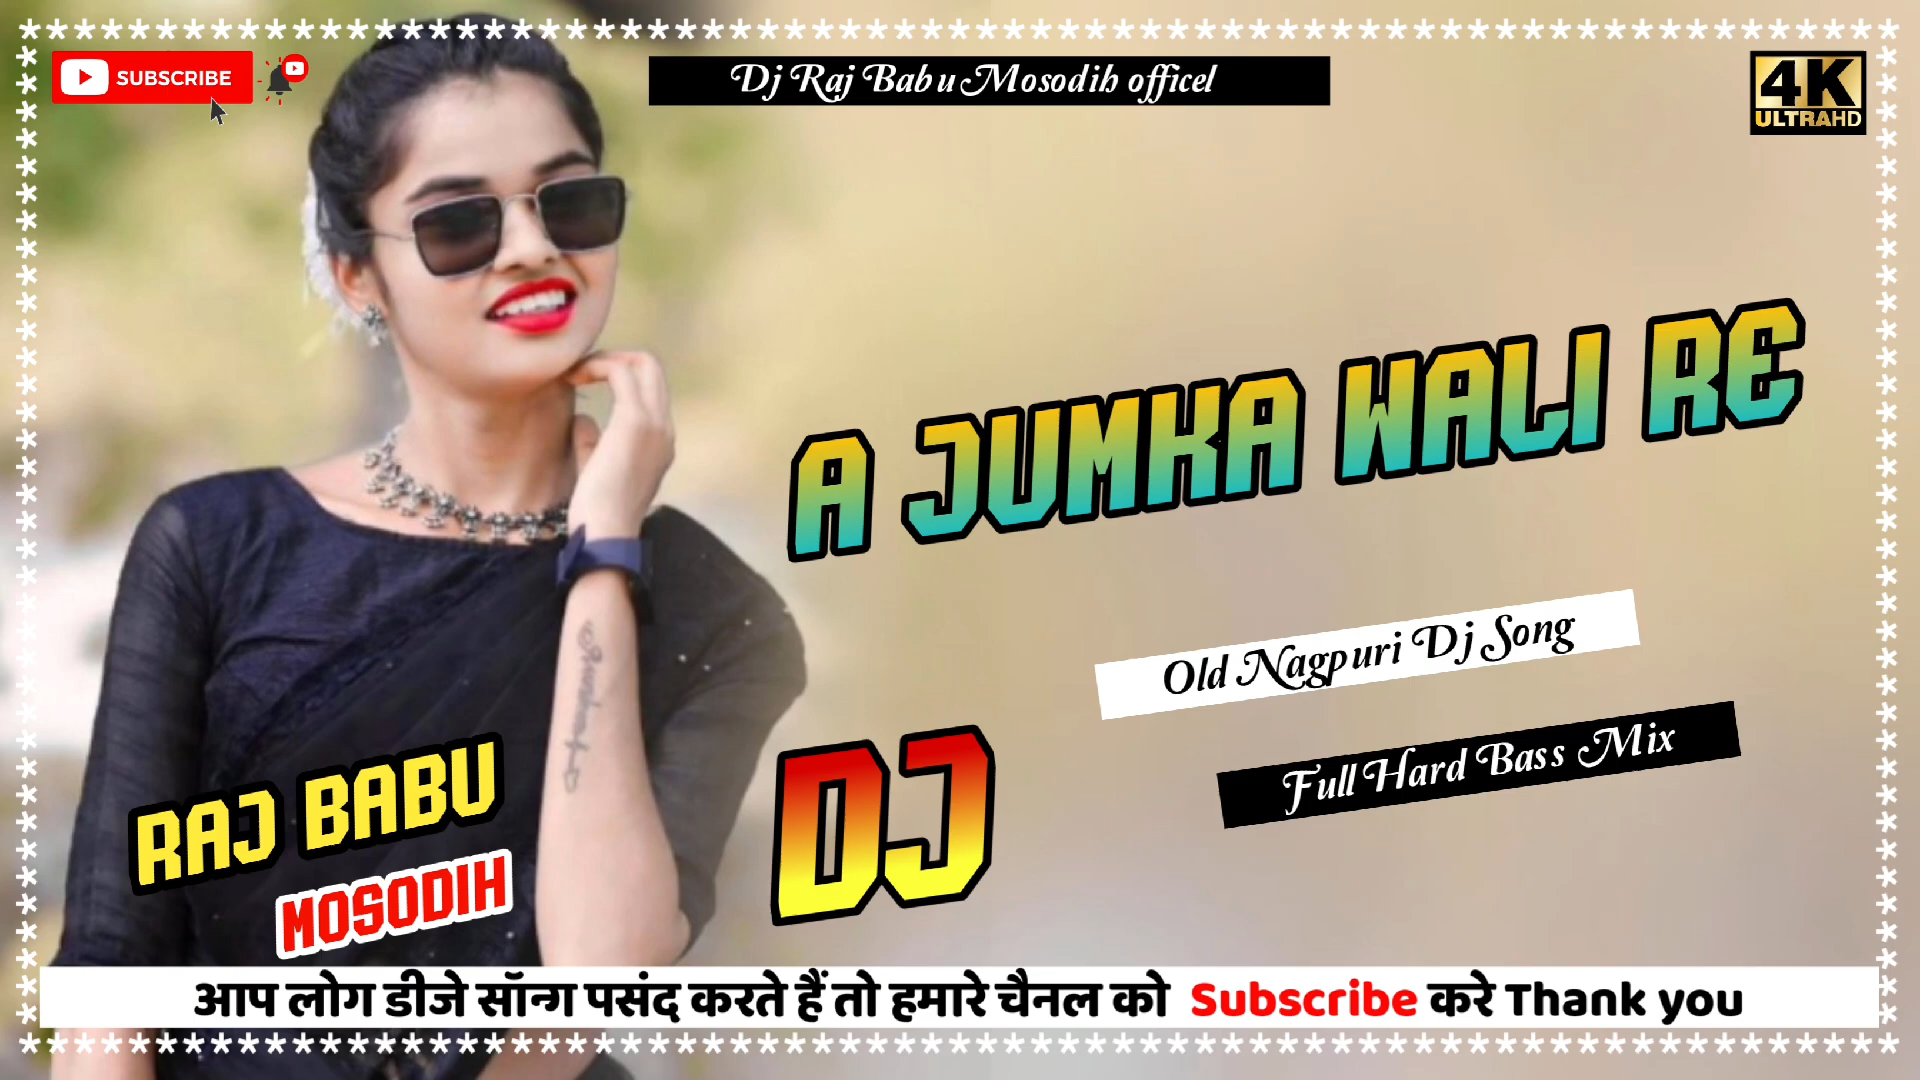 SUBSCRIBE
Dj Raj Babu Mosodih officel
4K
ULTRAHD
A JUMKA WALI RE
Old Nagpuri Dj Song
Full Hard Bass Mix
DJ
RAJ BABU
MOSODIH
आप लोग डीजे सॉन्ग पसंद करते हैं तो हमारे चैनल को Subscribe करे Thank you